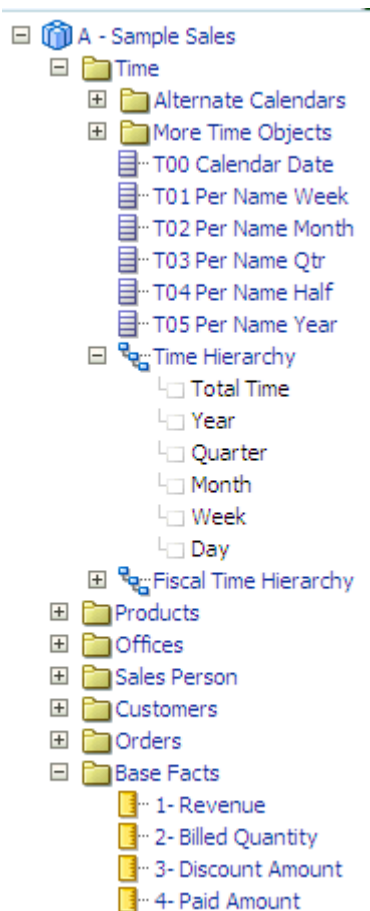 A - Sample Sales
Time
Alternate Calendars
More Time Objects
T00 Calendar Date
T01 Per Name Week
T02 Per Name Month
T03 Per Name Qtr
T04 Per Name Half
T05 Per Name Year
Time Hierarchy
Total Time
Year
Quarter
Month
Week
Day
Fiscal Time Hierarchy
Products
Offices
Sales Person
Customers
Orders
Base Facts
1- Revenue
2- Billed Quantity
3- Discount Amount
4- Paid Amount